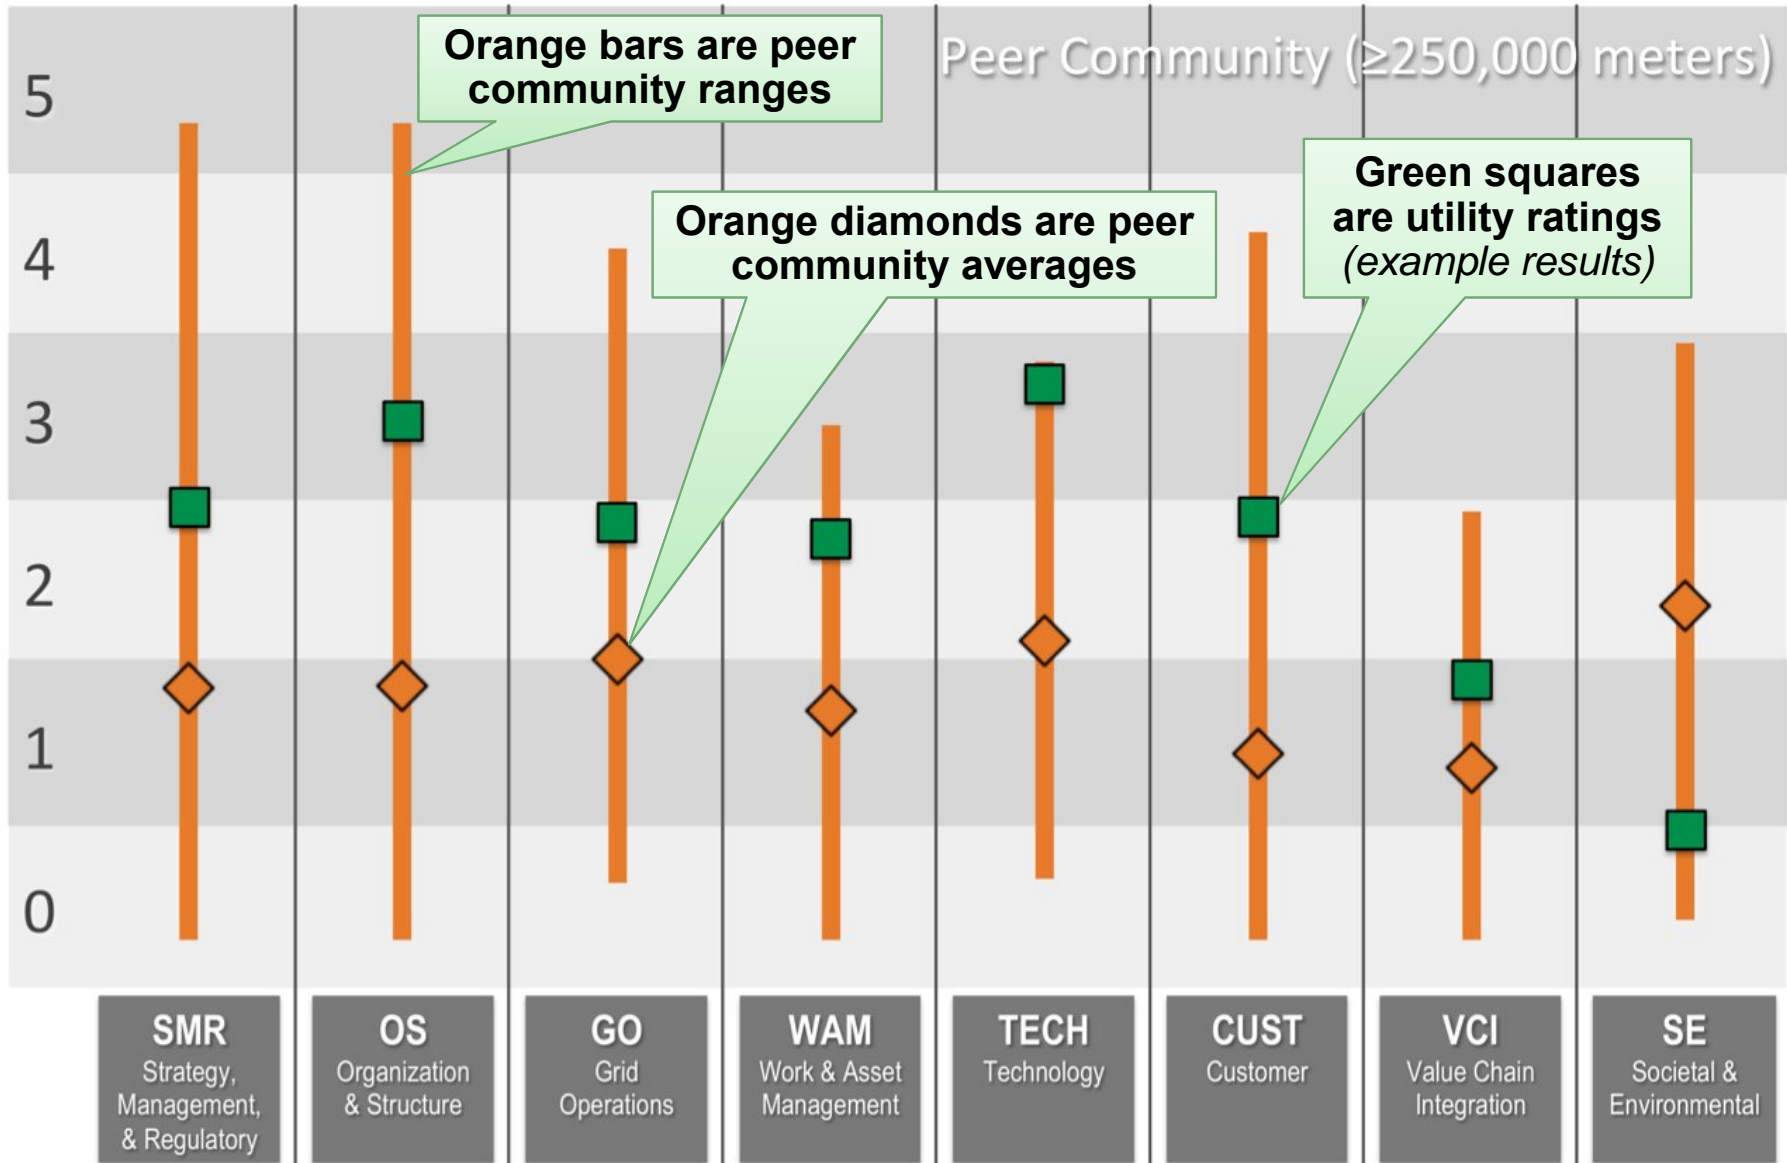 Peer Community (≥250,000 meters)
Orange bars are peer
community ranges
Orange diamonds are peer
community averages
Green squares
are utility ratings
(example results)
5
4
3
2
1
0
SMR
Strategy,
Management,
& Regulatory
OS
Organization
& Structure
GO
Grid
Operations
WAM
Work & Asset
Management
TECH
Technology
CUST
Customer
VCI
Value Chain
Integration
SE
Societal &
Environmental